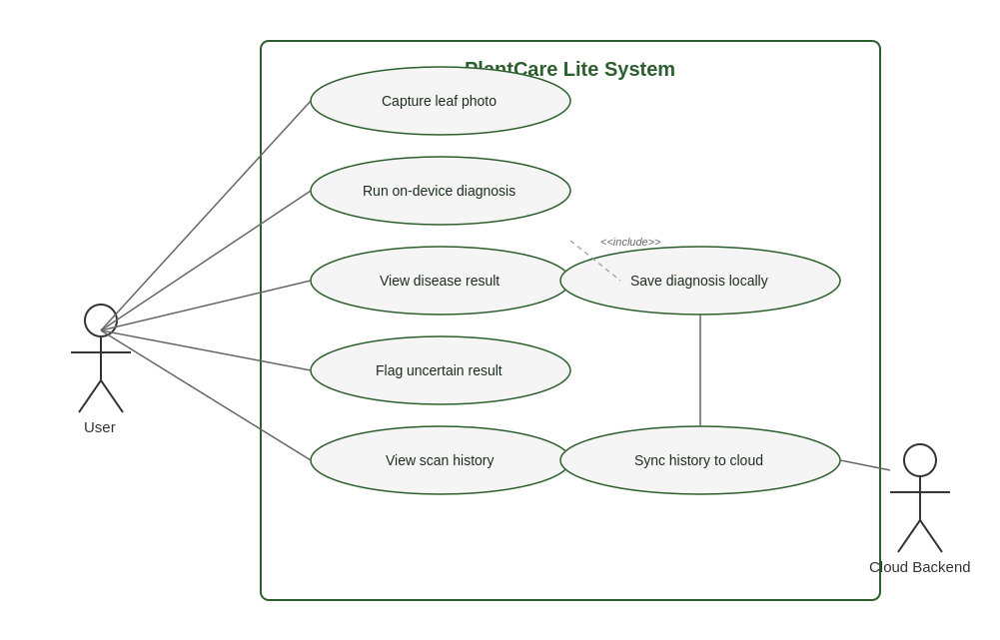 PlantCare Lite System
Capture leaf photo
Run on-device diagnosis
<<include>>
View disease result
Save diagnosis locally
Flag uncertain result
User
View scan history
Sync history to cloud
Cloud Backend